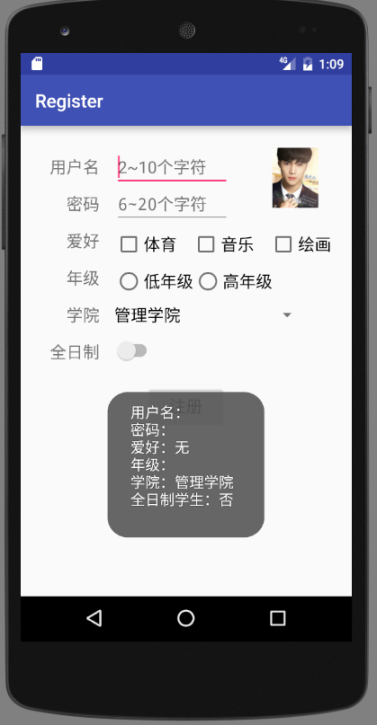 4G 1:09
Register
用户名 2~10个字符
密码 6~20个字符
爱好 体育 音乐 绘画
年级 低年级 高年级
学院 管理学院
全日制
注册
用户名：
密码：
爱好：无
年级：
学院：管理学院
全日制学生：否